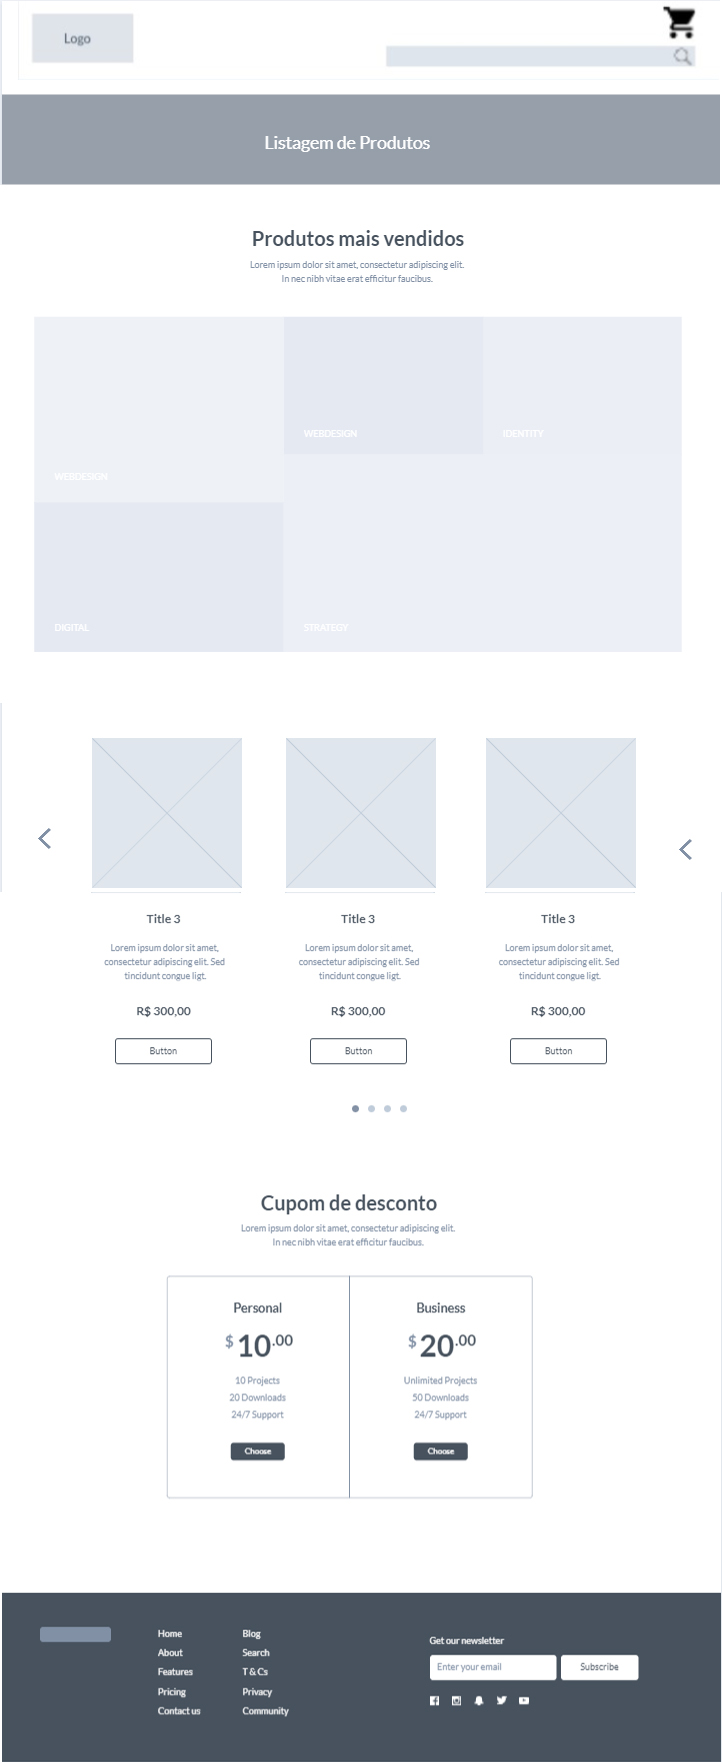 Logo
Listagem de Produtos
Produtos mais vendidos
Lorem ipsum dolor sit amet, consectetur adipiscing elit.
In nec nibh vitae erat efficitur faucibus.
WEBDESIGN
IDENTITY
WEBDESIGN
DIGITAL
STRATEGY
Title 3
Lorem ipsum dolor sit amet,
consectetur adipiscing elit. Sed
tincidunt congue ligt.
R$ 300,00
Button
Title 3
Lorem ipsum dolor sit amet,
consectetur adipiscing elit. Sed
tincidunt congue ligt.
R$ 300,00
Button
Title 3
Lorem ipsum dolor sit amet,
consectetur adipiscing elit. Sed
tincidunt congue ligt.
R$ 300,00
Button
Cupom de desconto
Lorem ipsum dolor sit amet, consectetur adipiscing elit.
In nec nibh vitae erat efficitur faucibus.
Personal
$10.00
10 Projects
20 Downloads
24/7 Support
Choose
Business
$20.00
Unlimited Projects
50 Downloads
24/7 Support
Choose
Home
About
Features
Pricing
Contact us
Blog
Search
T & Cs
Privacy
Community
Get our newsletter
Enter your email
Subscribe